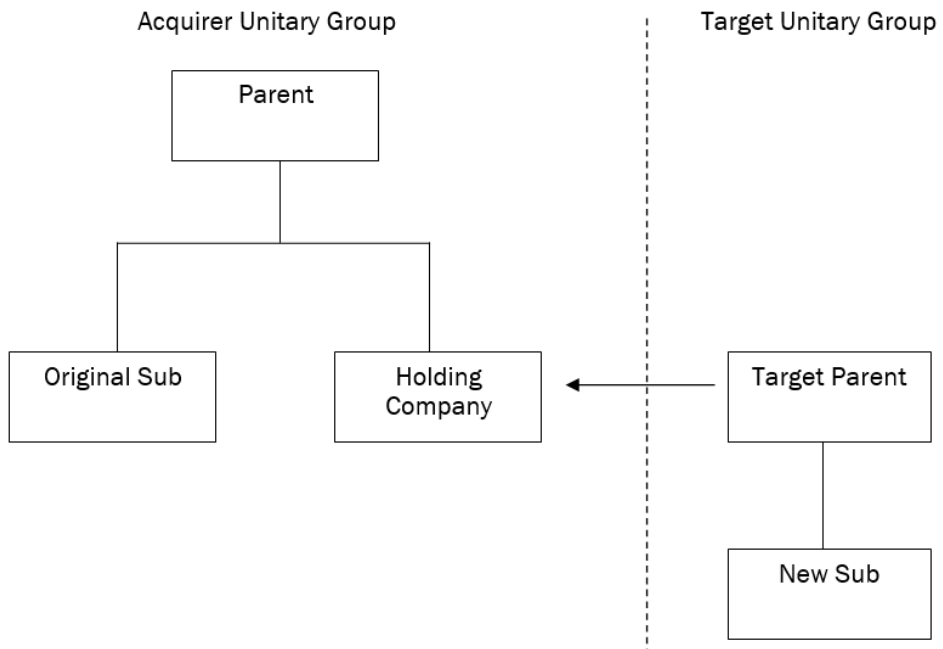 Acquirer Unitary Group
Target Unitary Group
Parent
Original Sub
Holding
Company
Target Parent
New Sub